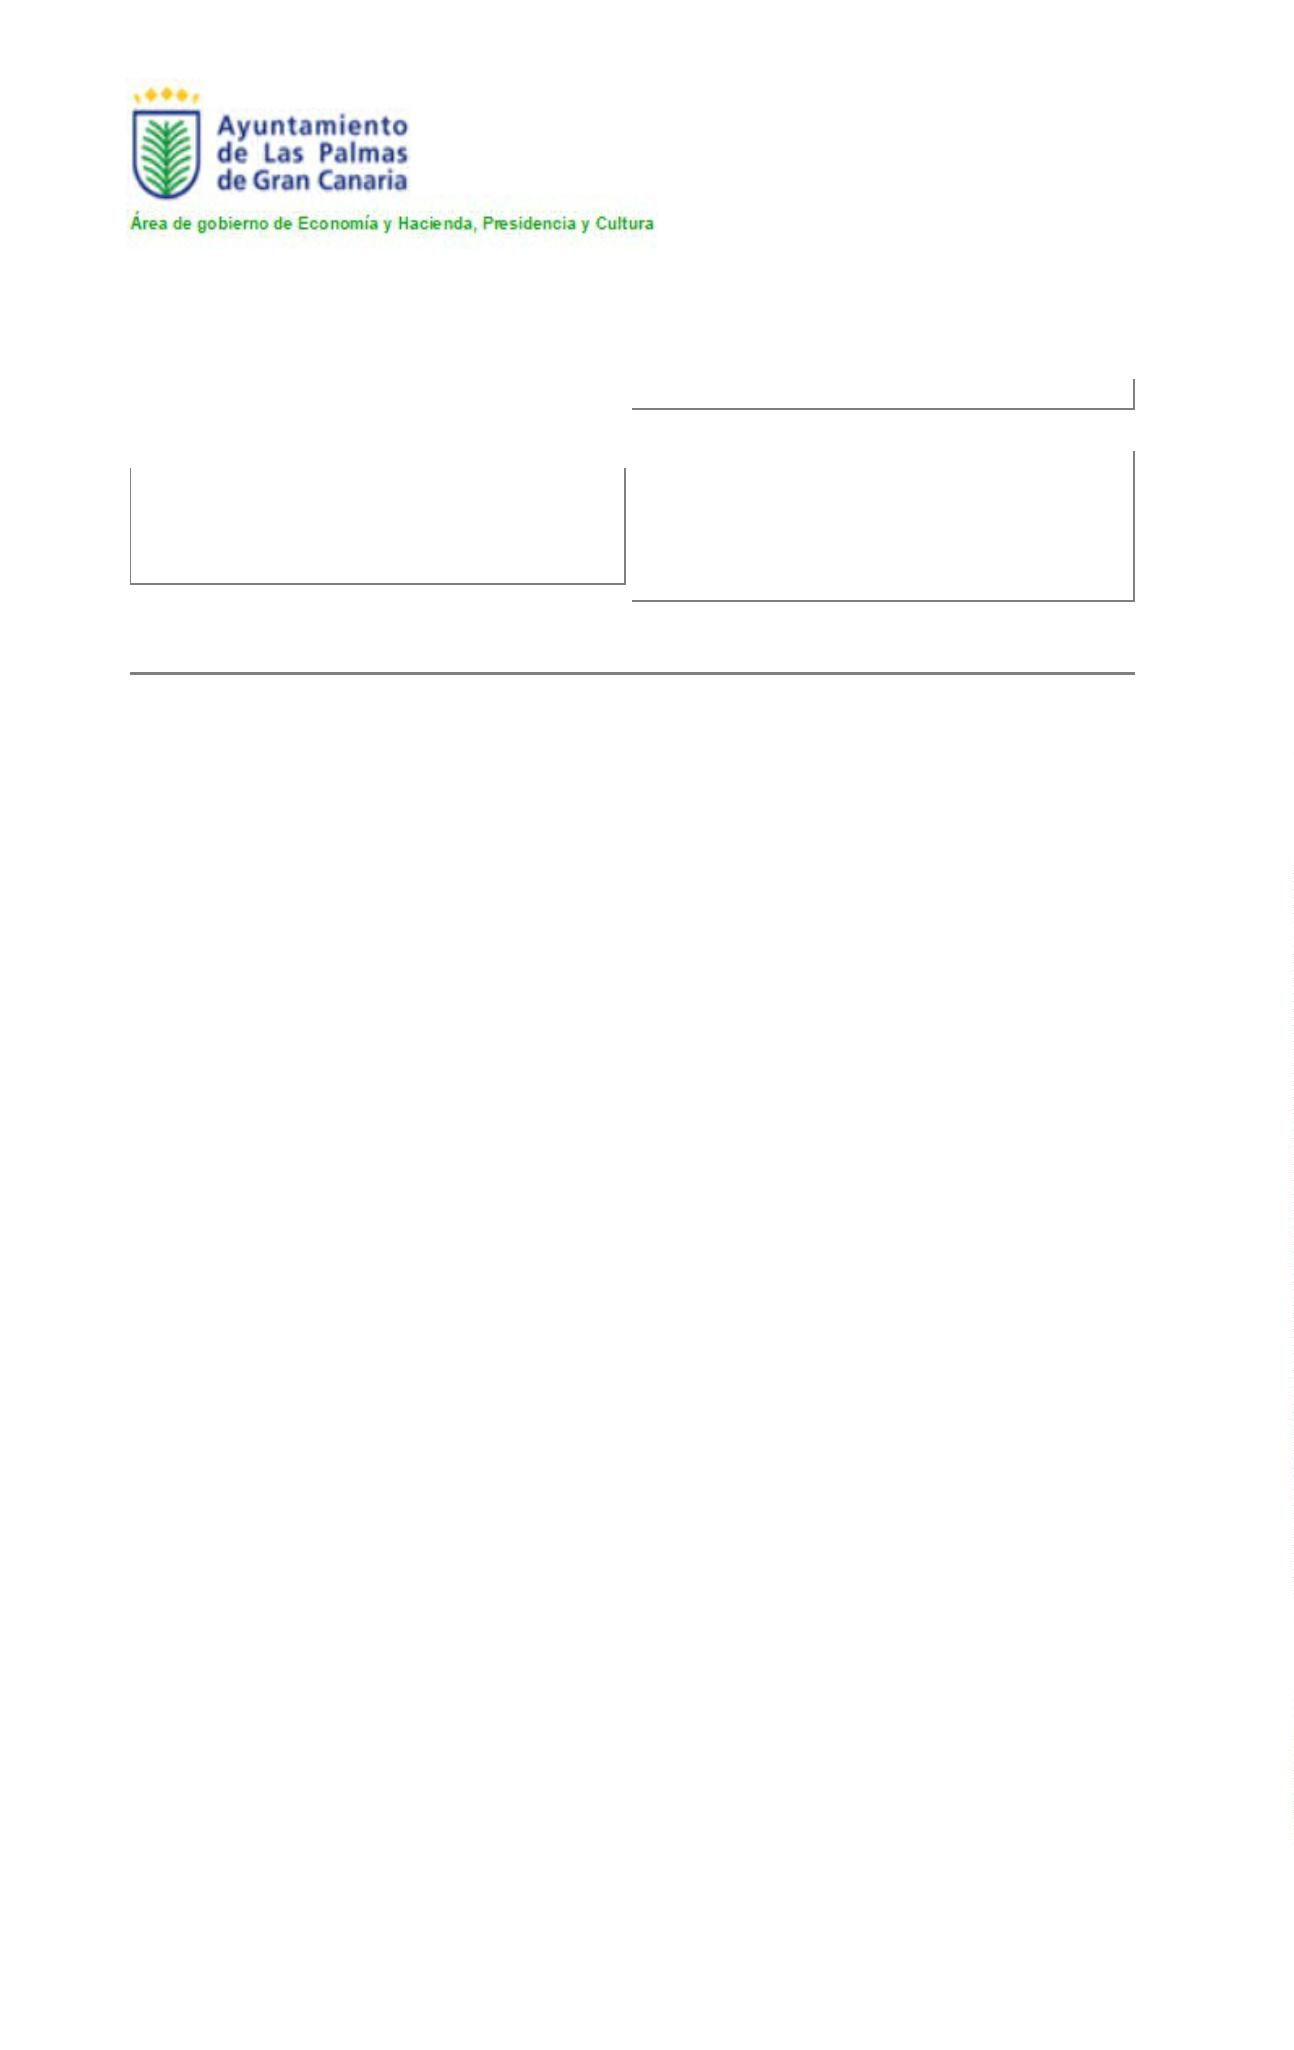 Ayuntamiento
de Las Palmas
de Gran Canaria
Área de gobierno de Economía y Hacienda, Presidencia y Cultura